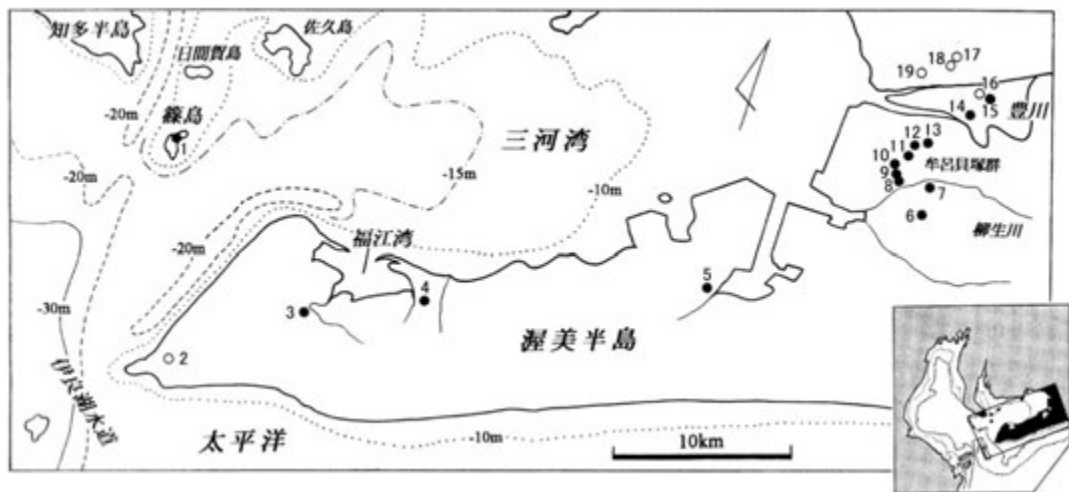 知多半島
日間賀島
佐久島
篠島
1
-20m
-20m
三河湾
-15m
-10m
-20m
福江湾
-30m
伊良湖水道
2
3
4
5
渥美半島
太平洋
-10m
10km
19
18
17
16
15
14
豊川
13
12
11
10
9
8
牟呂貝塚群
7
6
柳生川